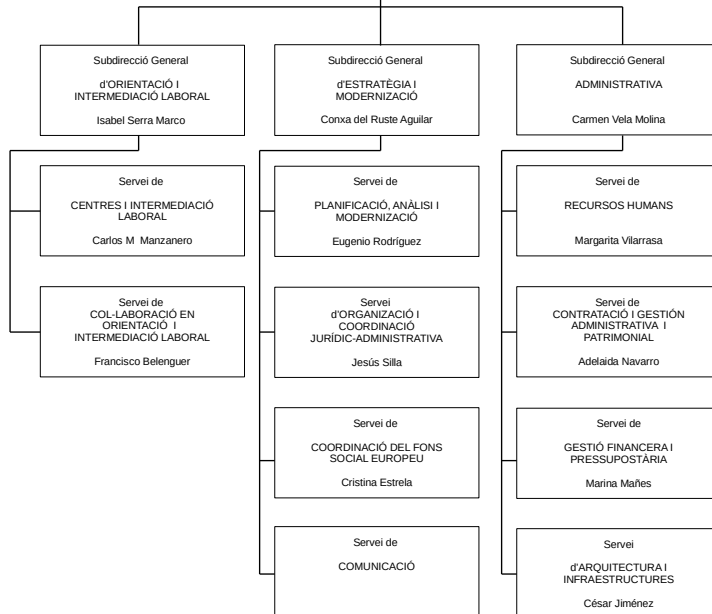 Subdirecció General
d'ORIENTACIÓ I
INTERMEDIACIÓ LABORAL
Isabel Serra Marco
Subdirecció General
d'ESTRATÈGIA I
MODERNIZACIÓ
Conxa del Ruste Aguilar
Subdirecció General
ADMINISTRATIVA
Carmen Vela Molina
Servei de
CENTRES I INTERMEDIACIÓ
LABORAL
Carlos M Manzanero
Servei de
PLANIFICACIÓ, ANÀLISI I
MODERNIZACIÓ
Eugenio Rodríguez
Servei de
RECURSOS HUMANS
Margarita Vilarrasa
Servei de
COL-LABORACIÓ EN
ORIENTACIÓ I
INTERMEDIACIÓ LABORAL
Francisco Belenguer
Servei
d'ORGANIZACIÓ I
COORDINACIÓ
JURÍDIC-ADMINISTRATIVA
Jesús Silla
Servei de
CONTRATACIÓ I GESTIÓN
ADMINISTRATIVA I
PATRIMONIAL
Adelaida Navarro
Servei de
COORDINACIÓ DEL FONS
SOCIAL EUROPEU
Cristina Estrela
Servei de
GESTIÓ FINANCERA I
PRESSUPOSTÀRIA
Marina Mañes
Servei de
COMUNICACIÓ
Servei
d'ARQUITECTURA I
INFRAESTRUCTURES
César Jiménez